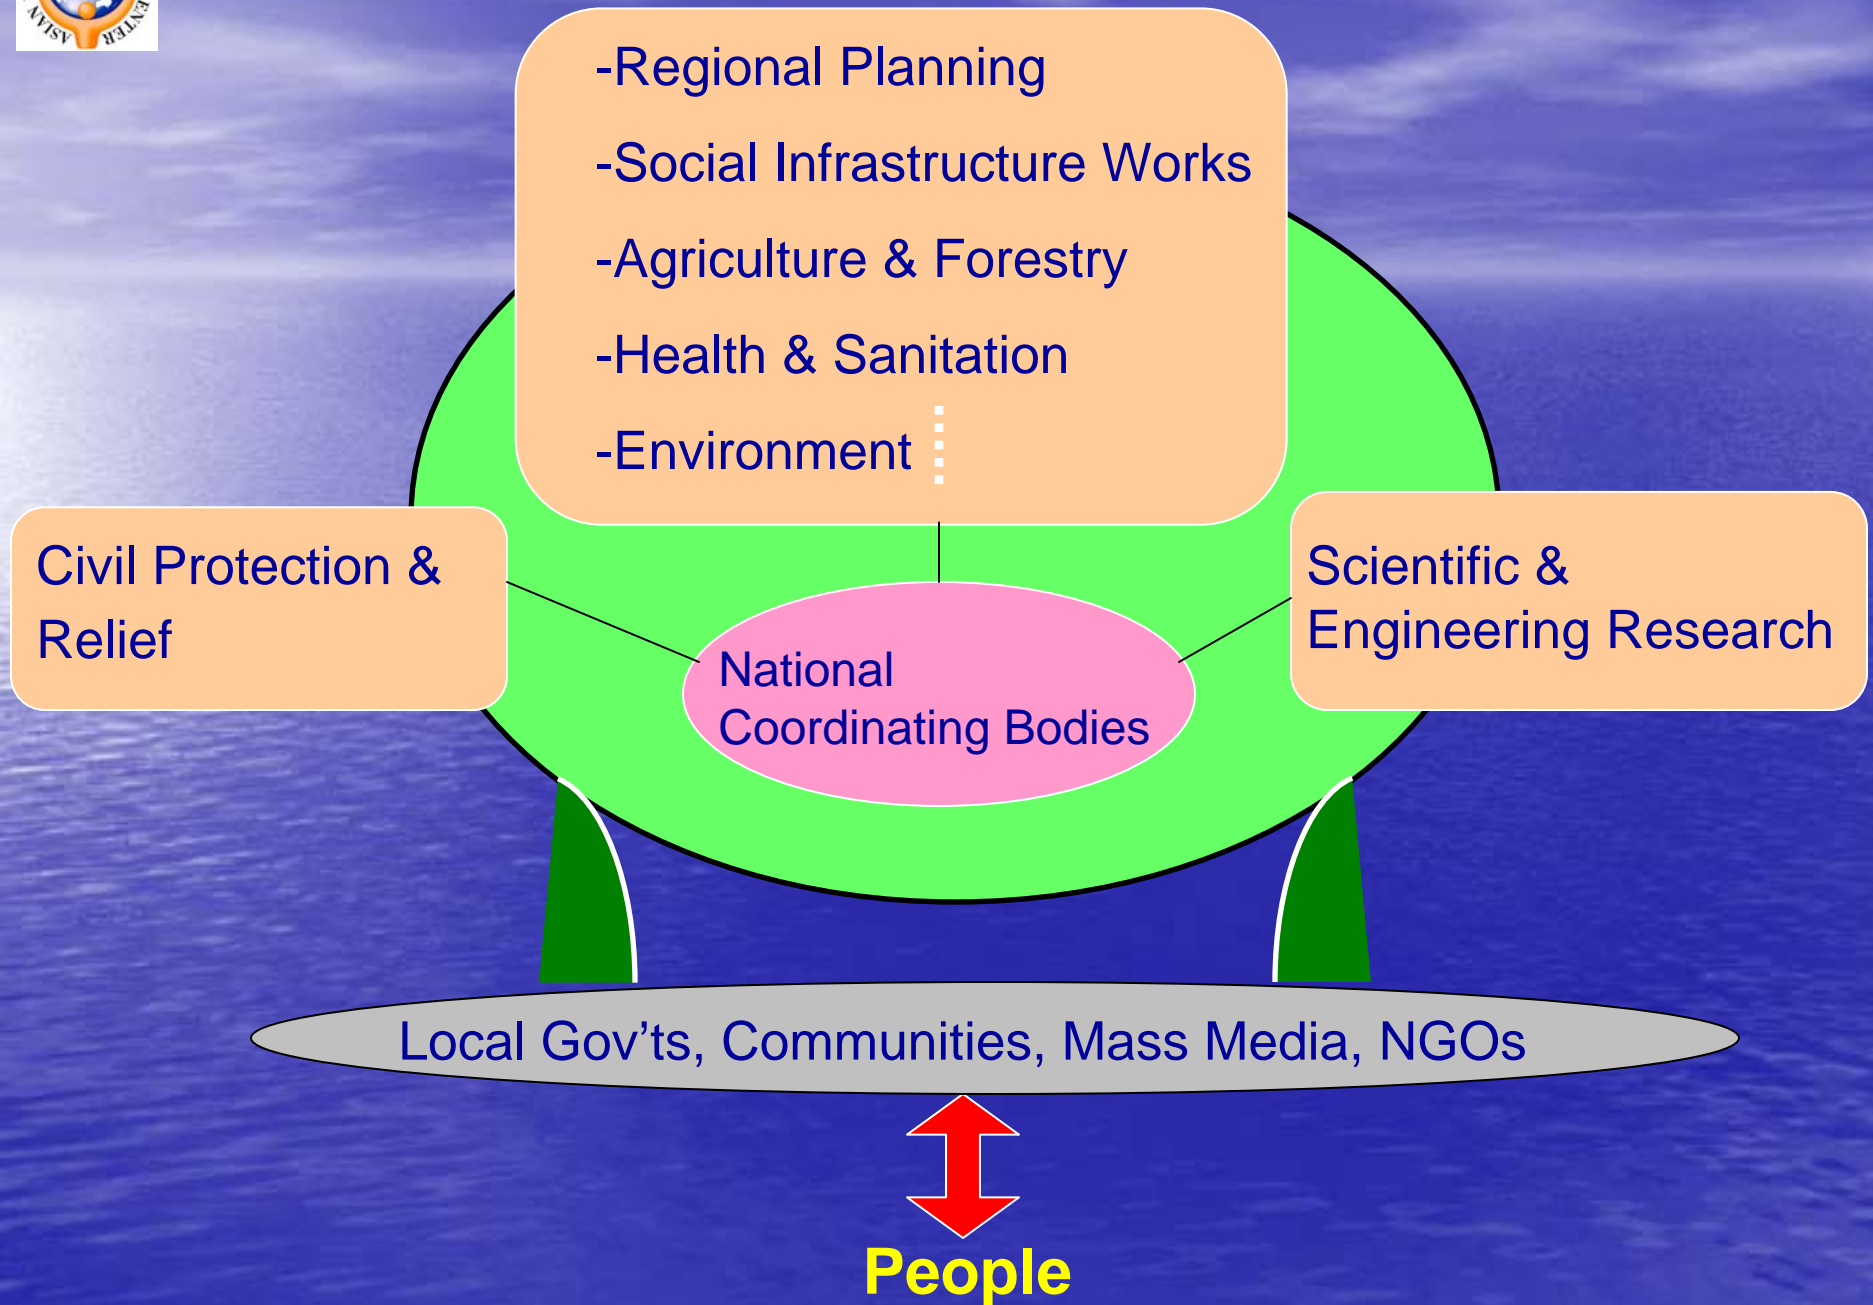 ASIAN
-Regional Planning
-Social Infrastructure Works
-Agriculture & Forestry
-Health & Sanitation
-Environment
Civil Protection &
Relief
Scientific &
Engineering Research
National
Coordinating Bodies
Local Gov’ts, Communities, Mass Media, NGOs
People